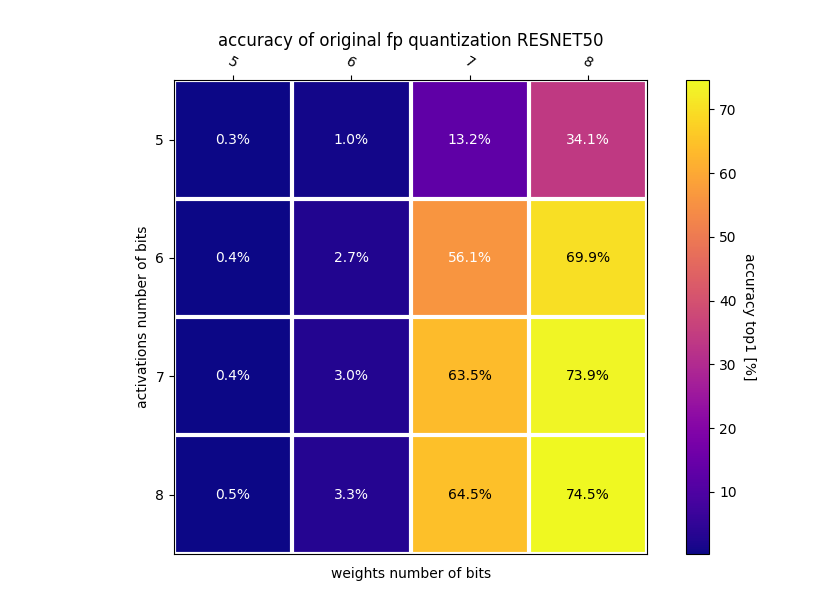 accuracy of original fp quantization RESNET50
5 6 7 8
5 0.3% 1.0% 13.2% 34.1%
6 0.4% 2.7% 56.1% 69.9%
7 0.4% 3.0% 63.5% 73.9%
8 0.5% 3.3% 64.5% 74.5%
activations number of bits
weights number of bits
70
60
50
40
30
20
10
accuracy top1 [%]